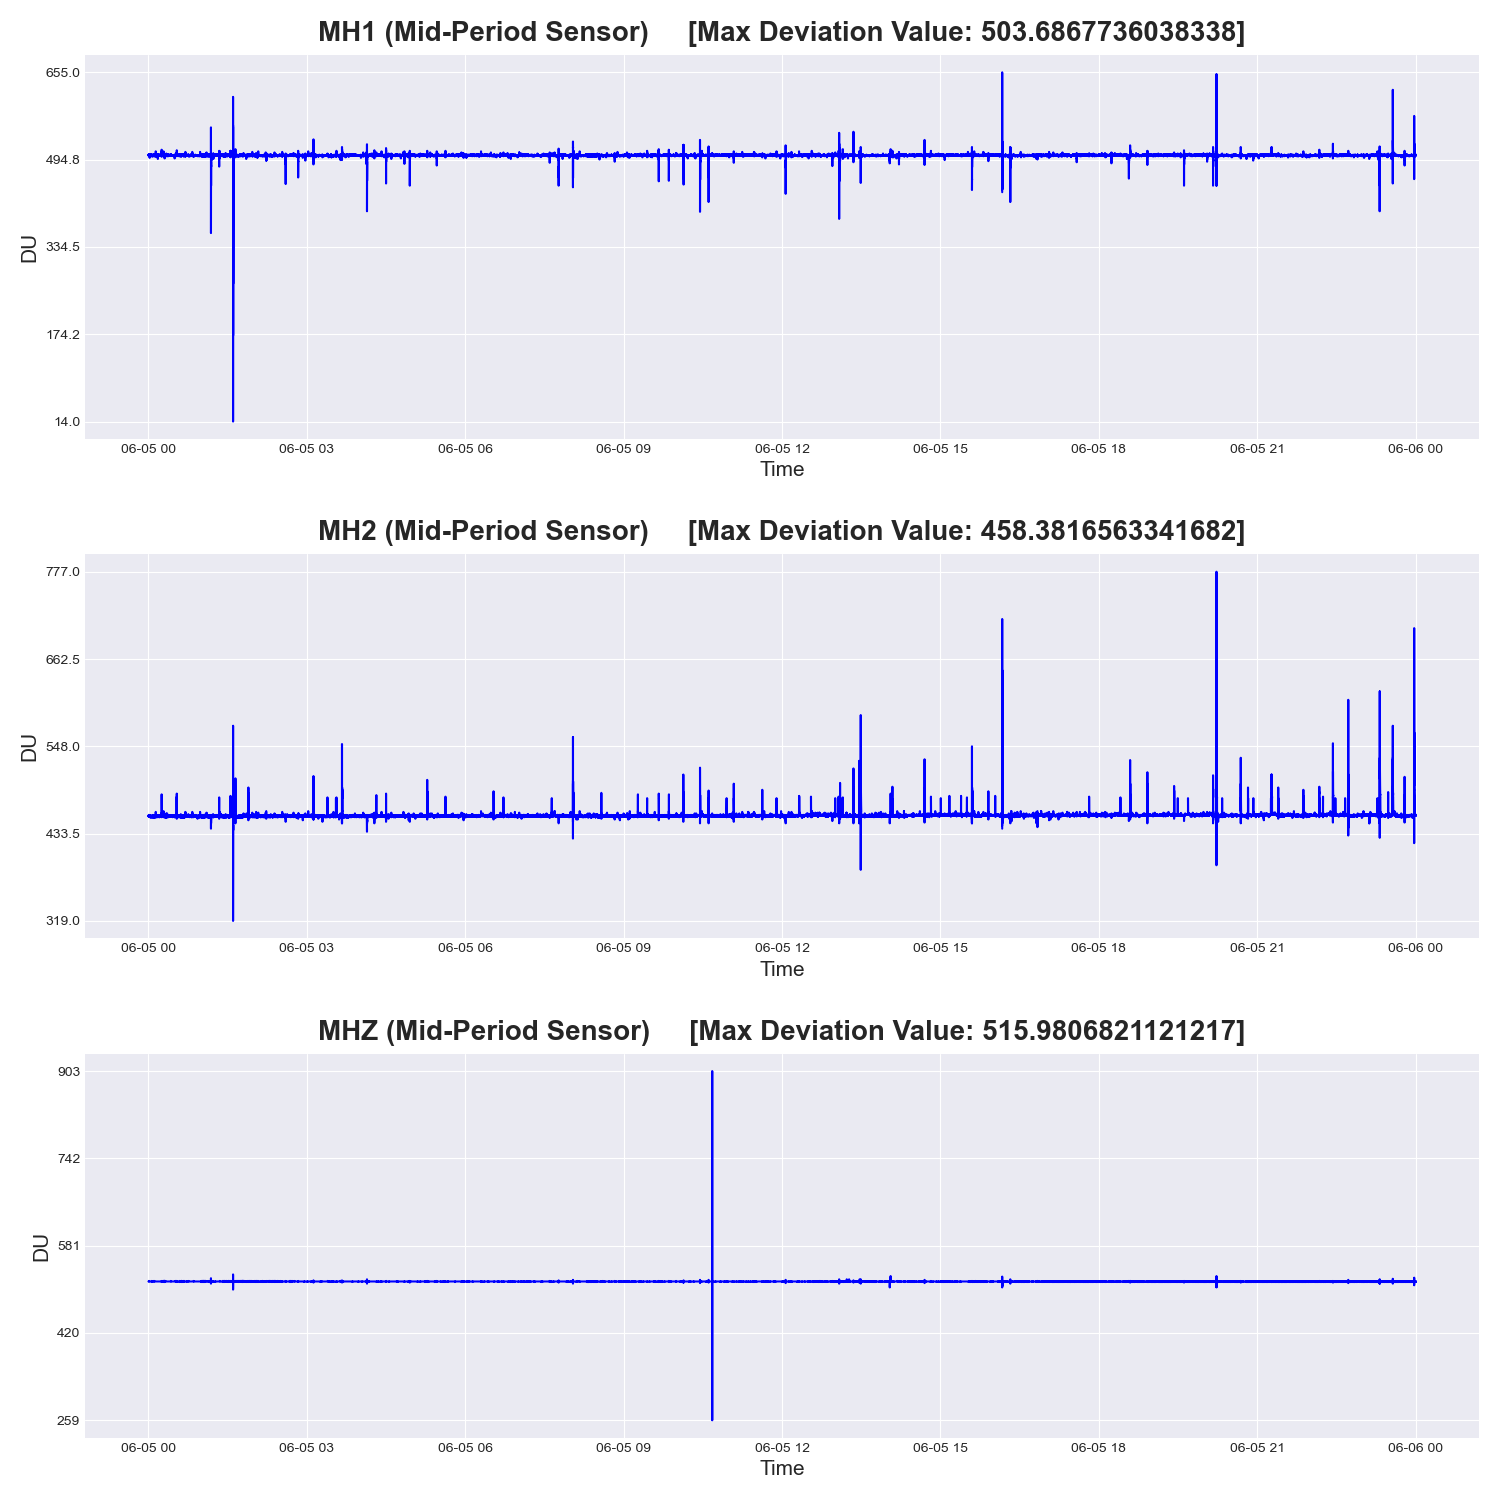 MH1 (Mid-Period Sensor) [Max Deviation Value: 503.6867736038338]
655.0
494.8
334.5
174.2
14.0
DU
06-05 00 06-05 03 06-05 06 06-05 09 06-05 12 06-05 15 06-05 18 06-05 21 06-06 00
Time
MH2 (Mid-Period Sensor) [Max Deviation Value: 458.3816563341682]
777.0
662.5
548.0
433.5
319.0
DU
06-05 00 06-05 03 06-05 06 06-05 09 06-05 12 06-05 15 06-05 18 06-05 21 06-06 00
Time
MHZ (Mid-Period Sensor) [Max Deviation Value: 515.9806821121217]
903
742
581
420
259
DU
06-05 00 06-05 03 06-05 06 06-05 09 06-05 12 06-05 15 06-05 18 06-05 21 06-06 00
Time